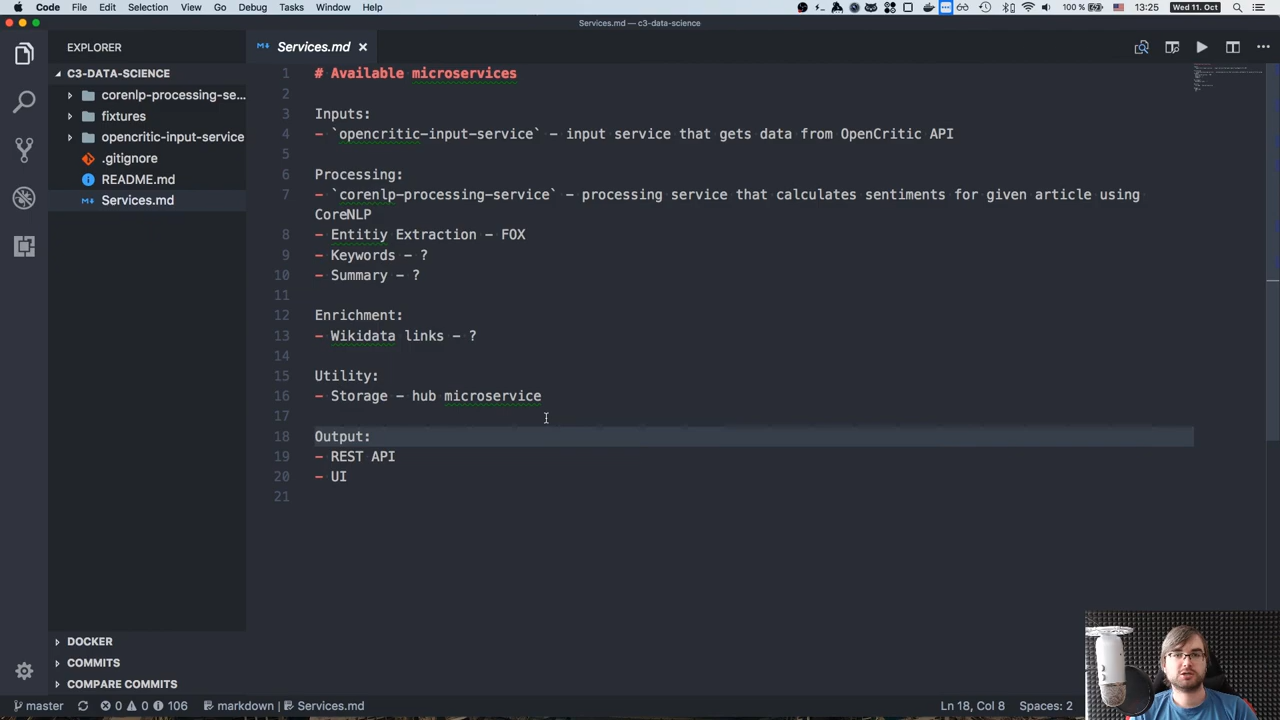 Code File Edit Selection View Go Debug Tasks Window Help 100 % 13:25 Wed 11. Oct
Services.md — c3-data-science
EXPLORER
Services.md
C3-DATA-SCIENCE
corenlp-processing-se...
fixtures
opencritic-input-service
.gitignore
README.md
Services.md
1 # Available microservices
2
3 Inputs:
4 - `opencritic-input-service` - input service that gets data from OpenCritic API
5
6 Processing:
7 - `corenlp-processing-service` - processing service that calculates sentiments for given article using
CoreNLP
8 - Entitiy Extraction - FOX
9 - Keywords - ?
10 - Summary - ?
11
12 Enrichment:
13 - Wikidata links - ?
14
15 Utility:
16 - Storage - hub microservice
17
18 Output:
19 - REST API
20 - UI
21
DOCKER
COMMITS
COMPARE COMMITS
master 0 0 106 markdown Services.md Ln 18, Col 8 Spaces: 2